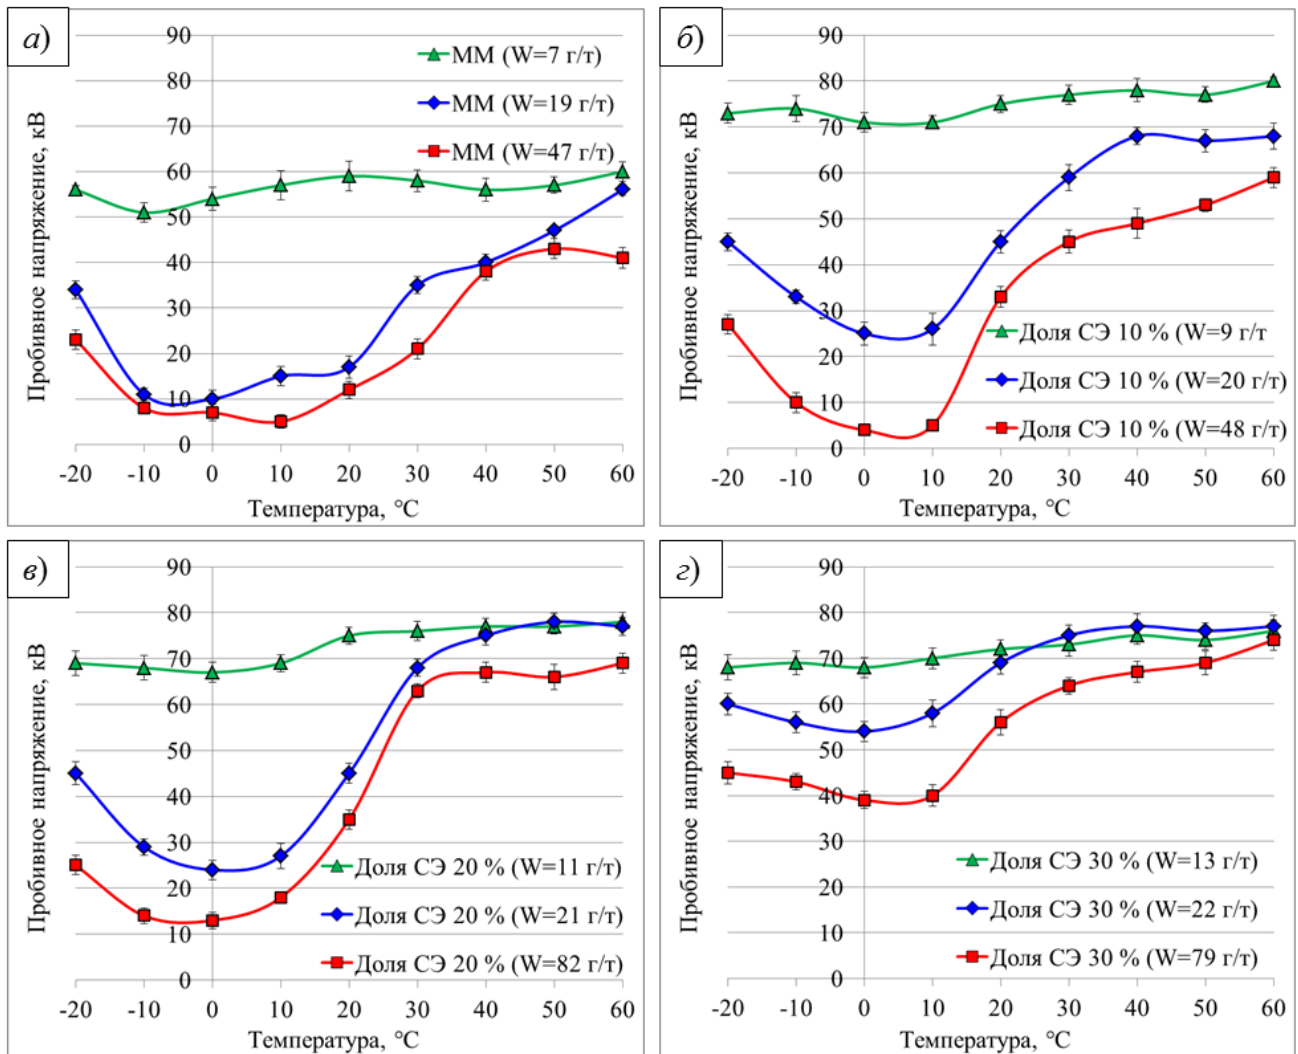 а)
90
80
70
60
50
40
30
20
10
0
-20 -10 0 10 20 30 40 50 60
Пробивное напряжение, кВ
Температура, °С
ММ (W=7 г/т)
ММ (W=19 г/т)
ММ (W=47 г/т)
б)
90
80
70
60
50
40
30
20
10
0
-20 -10 0 10 20 30 40 50 60
Пробивное напряжение, кВ
Температура, °С
Доля СЭ 10 % (W=9 г/т
Доля СЭ 10 % (W=20 г/т)
Доля СЭ 10 % (W=48 г/т)
в)
90
80
70
60
50
40
30
20
10
0
-20 -10 0 10 20 30 40 50 60
Пробивное напряжение, кВ
Температура, °С
Доля СЭ 20 % (W=11 г/т)
Доля СЭ 20 % (W=21 г/т)
Доля СЭ 20 % (W=82 г/т)
г)
90
80
70
60
50
40
30
20
10
0
-20 -10 0 10 20 30 40 50 60
Пробивное напряжение, кВ
Температура, °С
Доля СЭ 30 % (W=13 г/т)
Доля СЭ 30 % (W=22 г/т)
Доля СЭ 30 % (W=79 г/т)